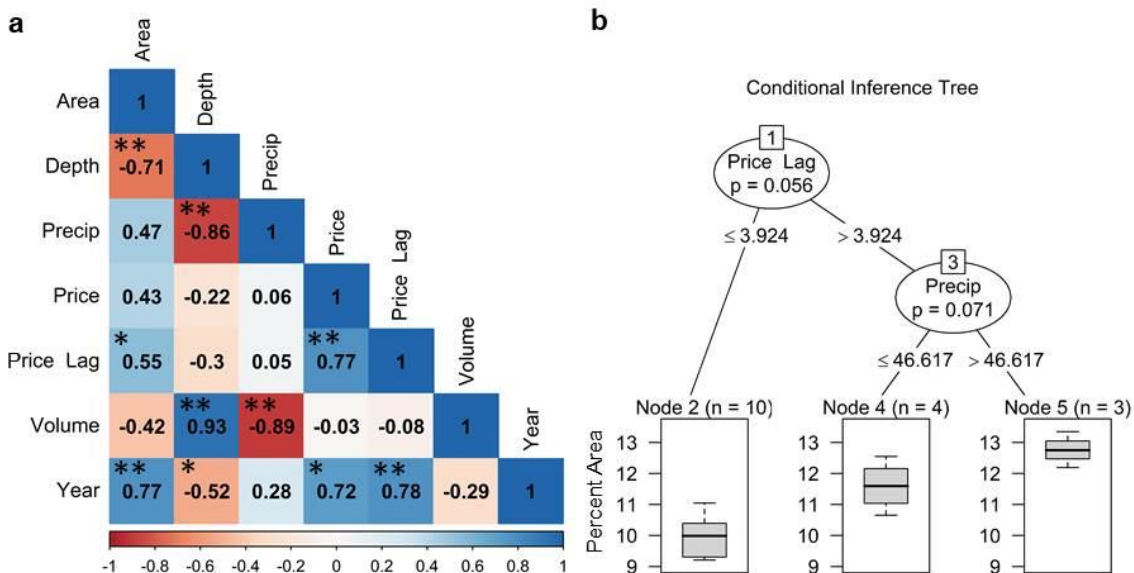 a
Area
Depth
Precip
Price
Price Lag
Volume
Year
Area 1
Depth ** -0.71 1
Precip 0.47 ** -0.86 1
Price 0.43 -0.22 0.06 1
Price Lag * 0.55 -0.3 0.05 ** 0.77 1
Volume -0.42 ** 0.93 ** -0.89 -0.03 -0.08 1
Year ** 0.77 * -0.52 0.28 * 0.72 ** 0.78 -0.29 1
-1 -0.8 -0.6 -0.4 -0.2 0 0.2 0.4 0.6 0.8 1
b
Conditional Inference Tree
1
Price Lag
p = 0.056
≤ 3.924 > 3.924
3
Precip
p = 0.071
≤ 46.617 > 46.617
Node 2 (n = 10) Node 4 (n = 4) Node 5 (n = 3)
Percent Area
13 13 13
12 12 12
11 11 11
10 10 10
9 9 9